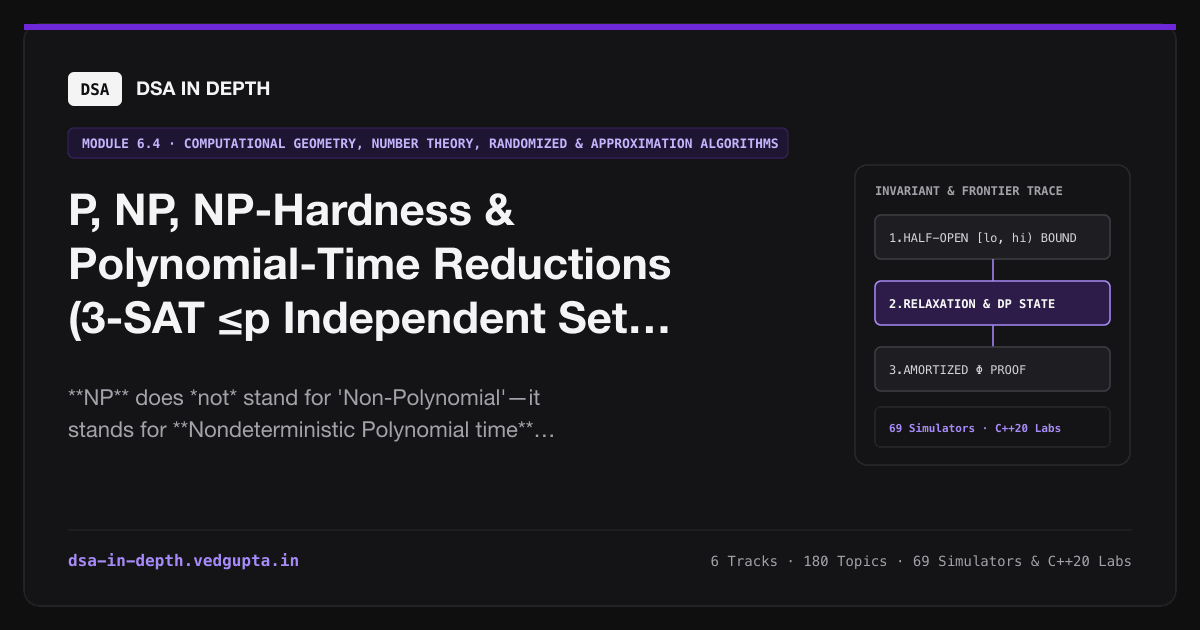 DSA
DSA IN DEPTH
MODULE 6.4 · COMPUTATIONAL GEOMETRY, NUMBER THEORY, RANDOMIZED & APPROXIMATION ALGORITHMS
P, NP, NP-Hardness &
Polynomial-Time Reductions
(3-SAT ≤p Independent Set...
**NP** does *not* stand for 'Non-Polynomial'—it
stands for **Nondeterministic Polynomial time**...
INVARIANT & FRONTIER TRACE
1.HALF-OPEN [lo, hi) BOUND
2.RELAXATION & DP STATE
3.AMORTIZED Φ PROOF
69 Simulators · C++20 Labs
dsa-in-depth.vedgupta.in
6 Tracks · 180 Topics · 69 Simulators & C++20 Labs